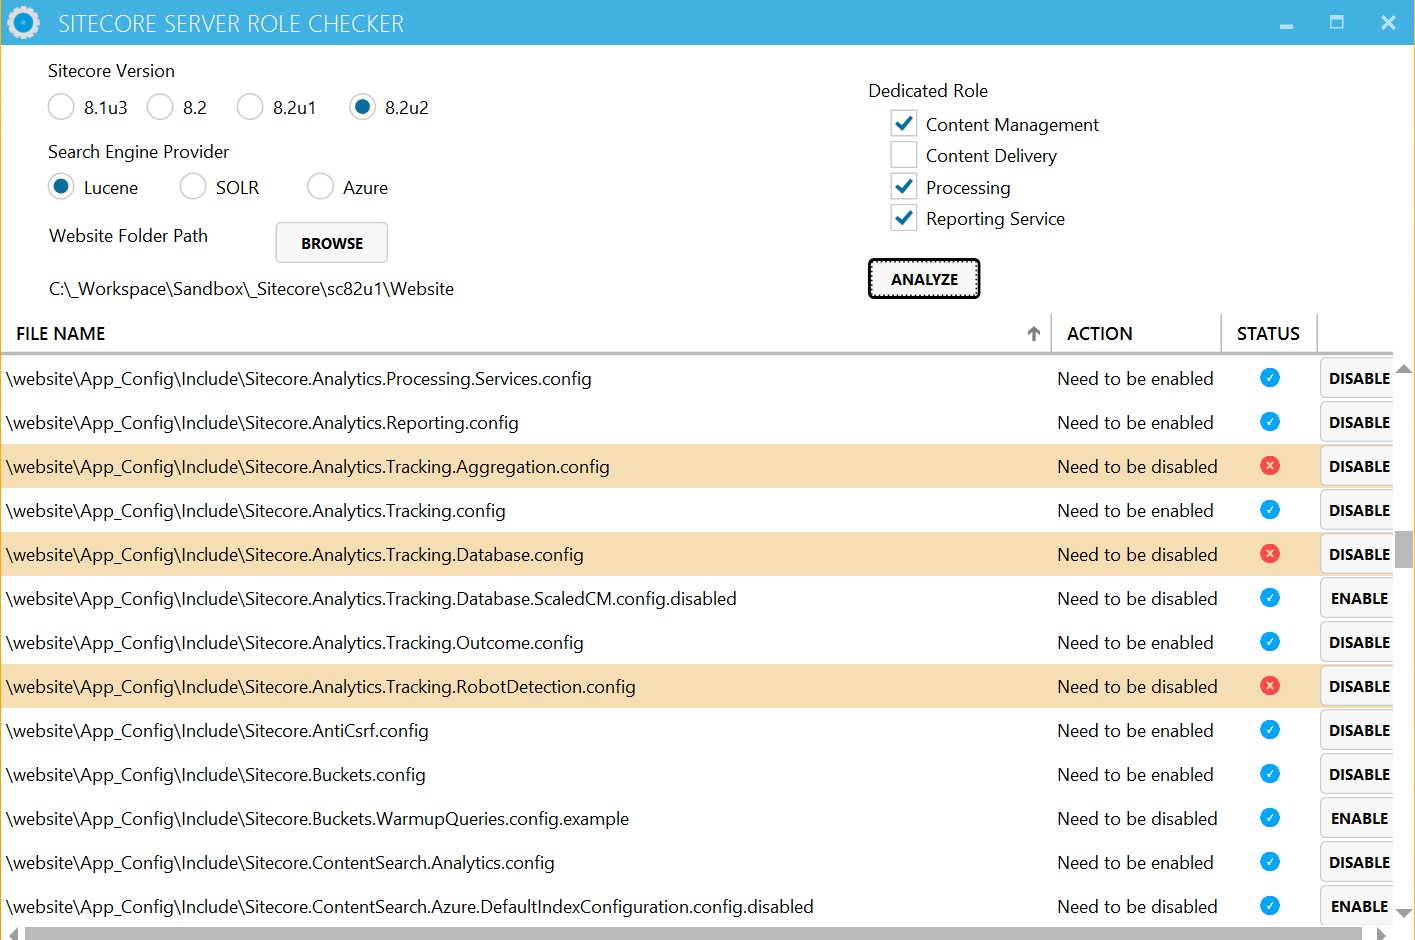 SITECORE SERVER ROLE CHECKER
Sitecore Version
8.1u3 8.2 8.2u1 8.2u2
Search Engine Provider
Lucene SOLR Azure
Website Folder Path BROWSE
C:\_Workspace\Sandbox\_Sitecore\sc82u1\Website
Dedicated Role
Content Management
Content Delivery
Processing
Reporting Service
ANALYZE
FILE NAME ACTION STATUS
\website\App_Config\Include\Sitecore.Analytics.Processing.Services.config Need to be enabled DISABLE
\website\App_Config\Include\Sitecore.Analytics.Reporting.config Need to be enabled DISABLE
\website\App_Config\Include\Sitecore.Analytics.Tracking.Aggregation.config Need to be disabled DISABLE
\website\App_Config\Include\Sitecore.Analytics.Tracking.config Need to be enabled DISABLE
\website\App_Config\Include\Sitecore.Analytics.Tracking.Database.config Need to be disabled DISABLE
\website\App_Config\Include\Sitecore.Analytics.Tracking.Database.ScaledCM.config.disabled Need to be disabled ENABLE
\website\App_Config\Include\Sitecore.Analytics.Tracking.Outcome.config Need to be enabled DISABLE
\website\App_Config\Include\Sitecore.Analytics.Tracking.RobotDetection.config Need to be disabled DISABLE
\website\App_Config\Include\Sitecore.AntiCsrf.config Need to be enabled DISABLE
\website\App_Config\Include\Sitecore.Buckets.config Need to be enabled DISABLE
\website\App_Config\Include\Sitecore.Buckets.WarmupQueries.config.example Need to be disabled ENABLE
\website\App_Config\Include\Sitecore.ContentSearch.Analytics.config Need to be enabled DISABLE
\website\App_Config\Include\Sitecore.ContentSearch.Azure.DefaultIndexConfiguration.config.disabled Need to be disabled ENABLE